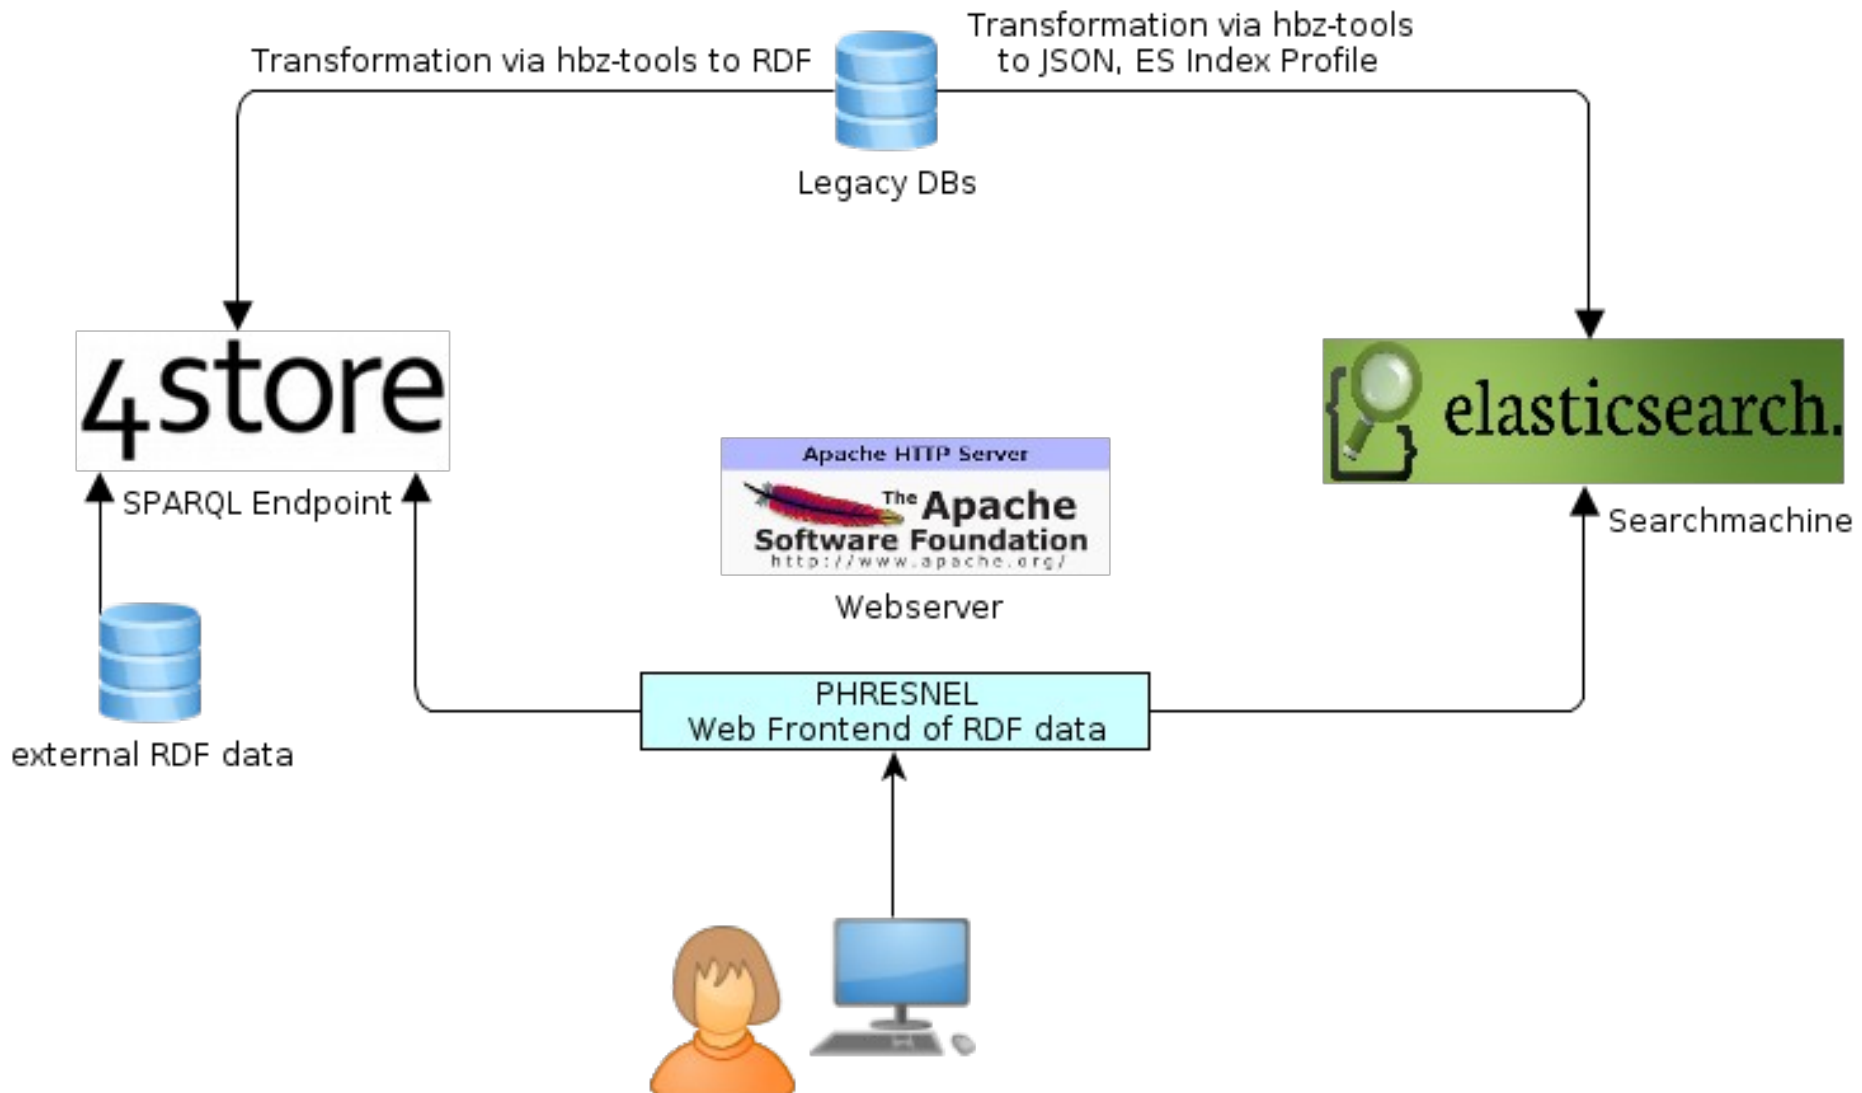 Transformation via hbz-tools to RDF
Transformation via hbz-tools
to JSON, ES Index Profile
Legacy DBs
4store
SPARQL Endpoint
elasticsearch.
Searchmachine
Apache HTTP Server
The Apache
Software Foundation
http://www.apache.org/
Webserver
external RDF data
PHRESNEL
Web Frontend of RDF data